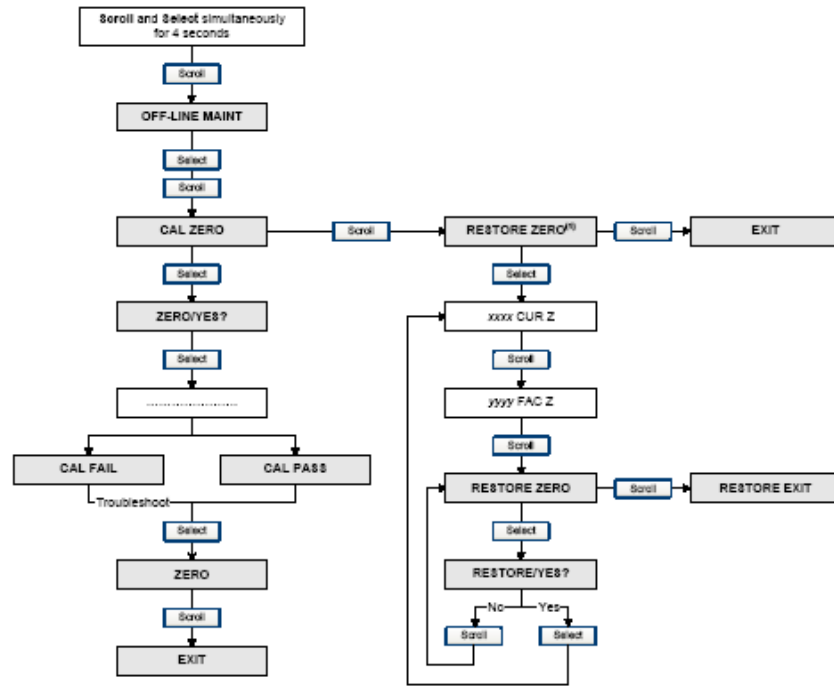 Scroll and Select simultaneously
for 4 seconds
Scroll
OFF-LINE MAINT
Select
Scroll
CAL ZERO
Scroll
RESTORE ZERO(1)
Scroll
EXIT
Select
Select
ZERO/YES?
xxxx CUR Z
Select
Scroll
........................
yyyy FAC Z
Scroll
CAL FAIL
CAL PASS
RESTORE ZERO
Scroll
RESTORE EXIT
Troubleshoot
Select
Select
ZERO
RESTORE/YES?
No
Yes
Scroll
Scroll
Select
EXIT